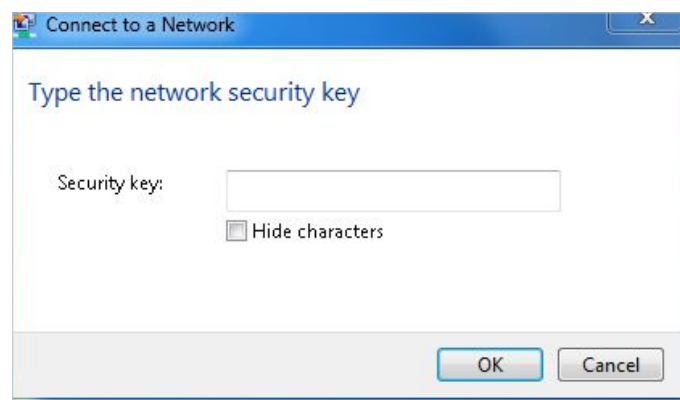 Connect to a Network
Type the network security key
Security key:
Hide characters
OK Cancel